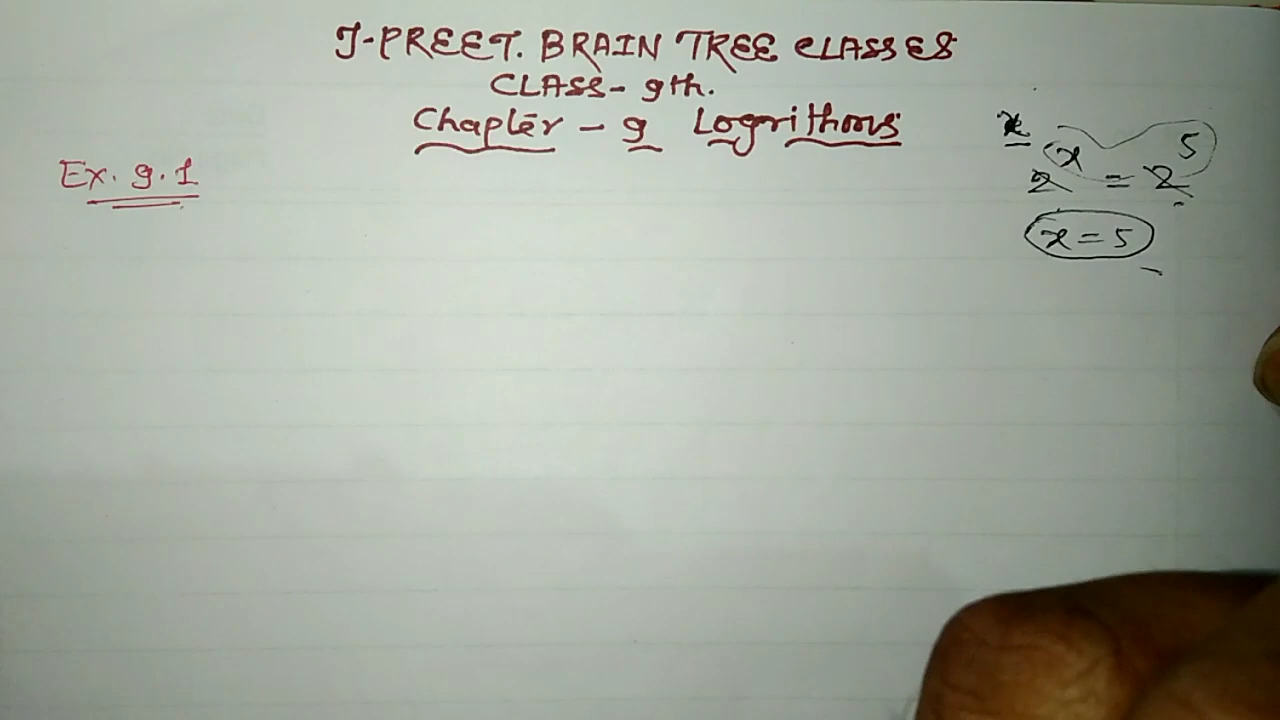 J-PREET. BRAIN TREE CLASSES
CLASS- 9th.
Chapter - 9 Logrithms
Ex. 9.1
x
2^x = 2^5
x = 5